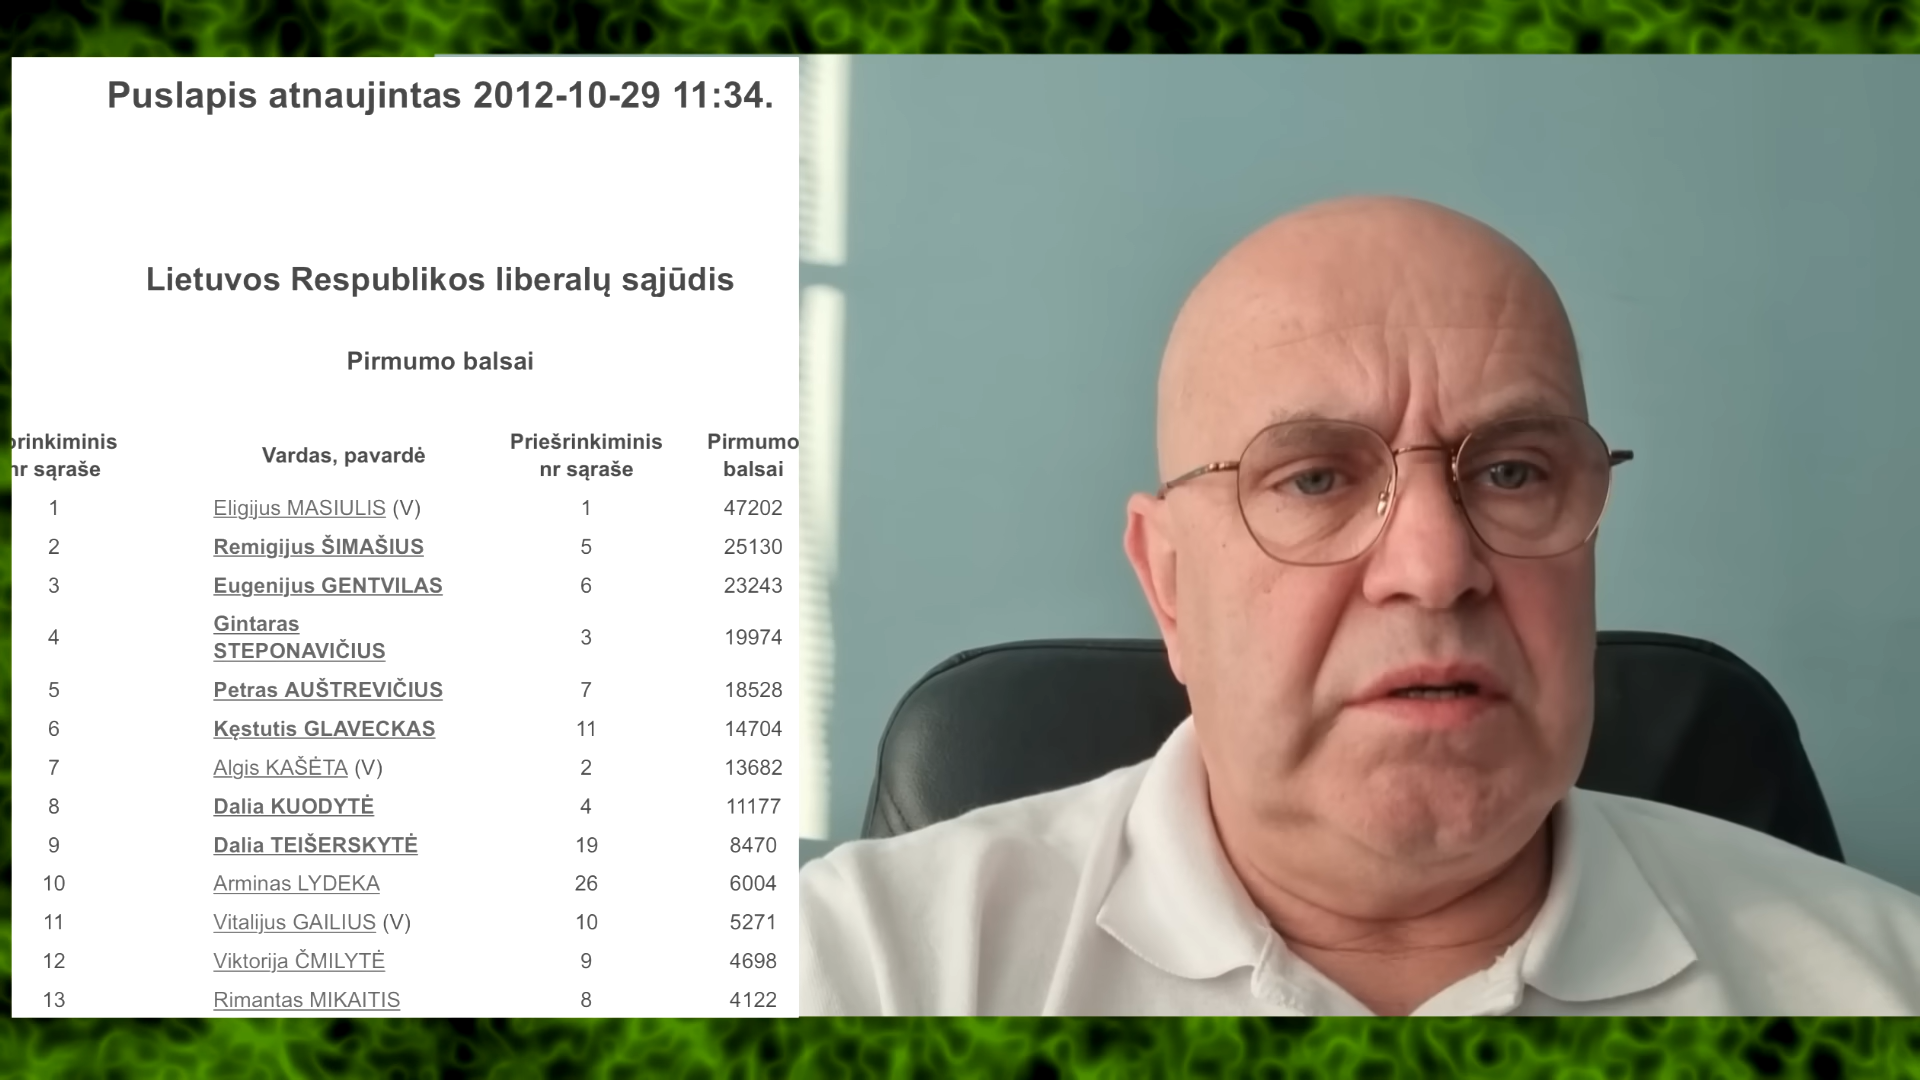 Puslapis atnaujintas 2012-10-29 11:34.
Lietuvos Respublikos liberalų sąjūdis
Pirmumo balsai
orinkiminis nr sąraše Vardas, pavardė Priešrinkiminis nr sąraše Pirmumo balsai
1 Eligijus MASIULIS (V) 1 47202
2 Remigijus ŠIMAŠIUS 5 25130
3 Eugenijus GENTVILAS 6 23243
4 Gintaras STEPONAVIČIUS 3 19974
5 Petras AUŠTREVIČIUS 7 18528
6 Kęstutis GLAVECKAS 11 14704
7 Algis KAŠĖTA (V) 2 13682
8 Dalia KUODYTĖ 4 11177
9 Dalia TEIŠERSKYTĖ 19 8470
10 Arminas LYDEKA 26 6004
11 Vitalijus GAILIUS (V) 10 5271
12 Viktorija ČMILYTĖ 9 4698
13 Rimantas MIKAITIS 8 4122